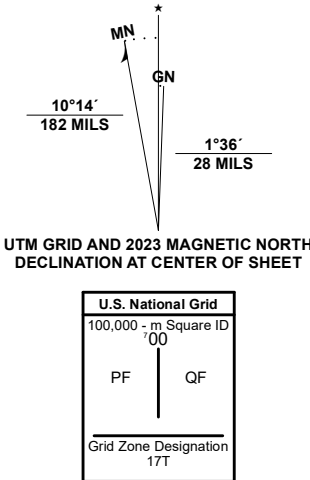 ★
MN
GN
10°14´
182 MILS
1°36´
28 MILS
UTM GRID AND 2023 MAGNETIC NORTH
DECLINATION AT CENTER OF SHEET
U.S. National Grid
100,000 - m Square ID
⁷00
PF QF
Grid Zone Designation
17T